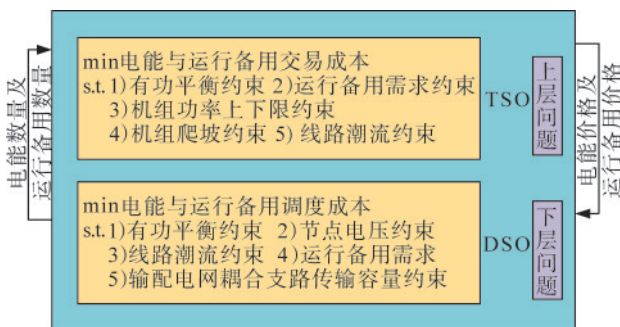 电能数量及
运行备用数量
min电能与运行备用交易成本
s.t.1)有功平衡约束 2)运行备用需求约束
3)机组功率上下限约束
4)机组爬坡约束 5)线路潮流约束
TSO
上层问题
min电能与运行备用调度成本
s.t.1)有功平衡约束 2)节点电压约束
3)线路潮流约束 4)运行备用需求
5)输配电网耦合支路传输容量约束
DSO
下层问题
电能价格及
运行备用价格